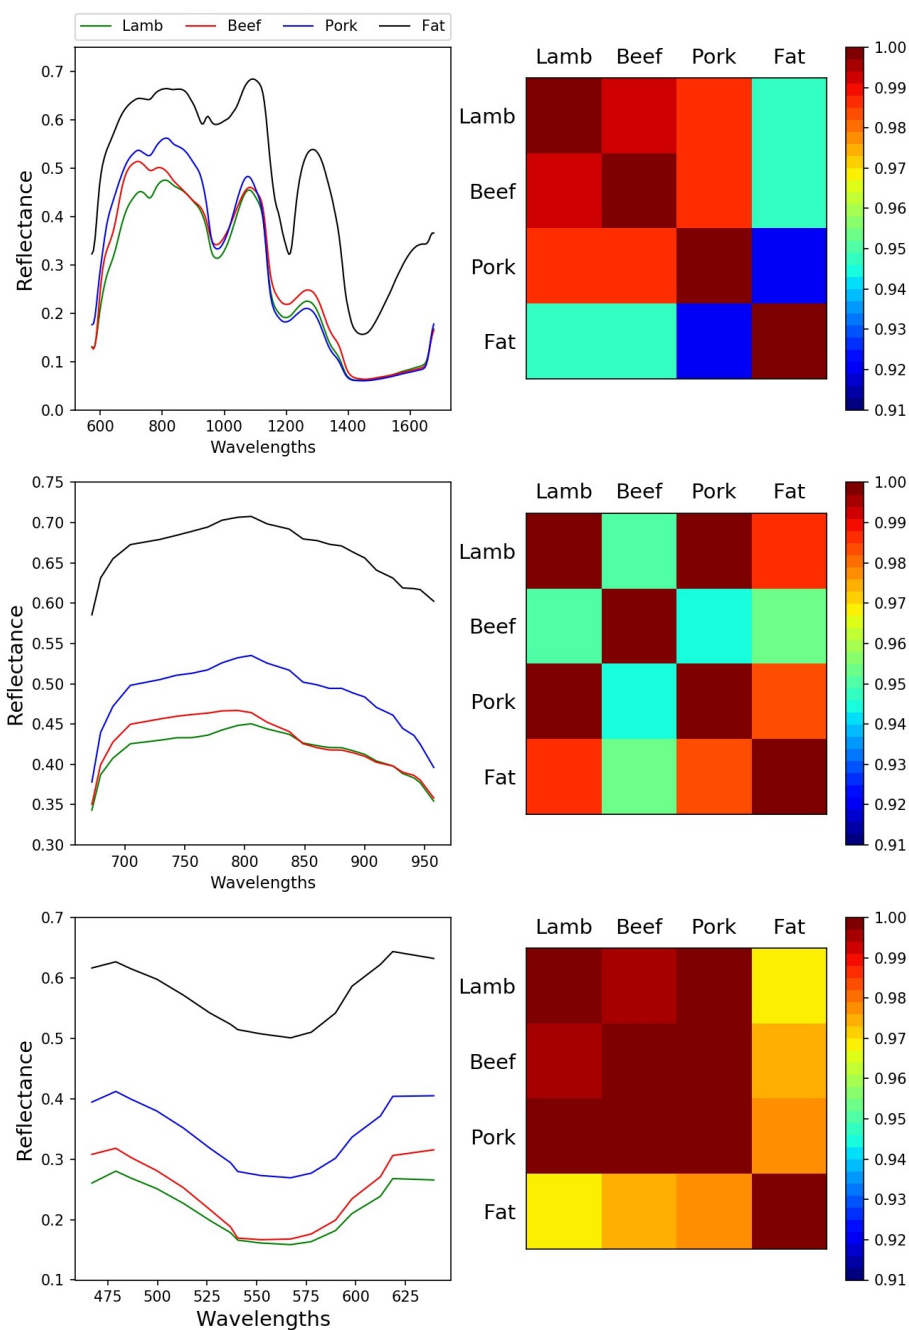 Lamb Beef Pork Fat
Reflectance
0.7
0.6
0.5
0.4
0.3
0.2
0.1
0.0
600 800 1000 1200 1400 1600
Wavelengths
Lamb Beef Pork Fat
Lamb
Beef
Pork
Fat
1.00
0.99
0.98
0.97
0.96
0.95
0.94
0.93
0.92
0.91
Reflectance
0.75
0.70
0.65
0.60
0.55
0.50
0.45
0.40
0.35
0.30
700 750 800 850 900 950
Wavelengths
Lamb Beef Pork Fat
Lamb
Beef
Pork
Fat
1.00
0.99
0.98
0.97
0.96
0.95
0.94
0.93
0.92
0.91
Reflectance
0.7
0.6
0.5
0.4
0.3
0.2
0.1
475 500 525 550 575 600 625
Wavelengths
Lamb Beef Pork Fat
Lamb
Beef
Pork
Fat
1.00
0.99
0.98
0.97
0.96
0.95
0.94
0.93
0.92
0.91